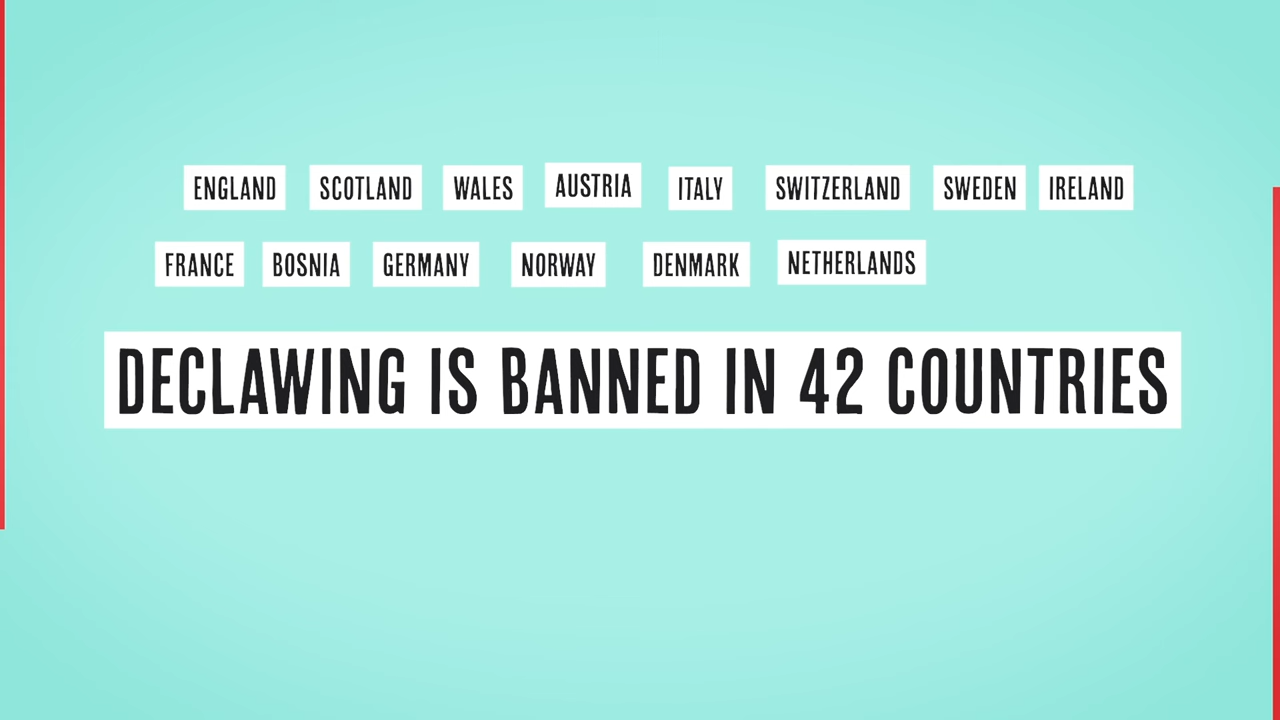 ENGLAND SCOTLAND WALES AUSTRIA ITALY SWITZERLAND SWEDEN IRELAND
FRANCE BOSNIA GERMANY NORWAY DENMARK NETHERLANDS
DECLAWING IS BANNED IN 42 COUNTRIES